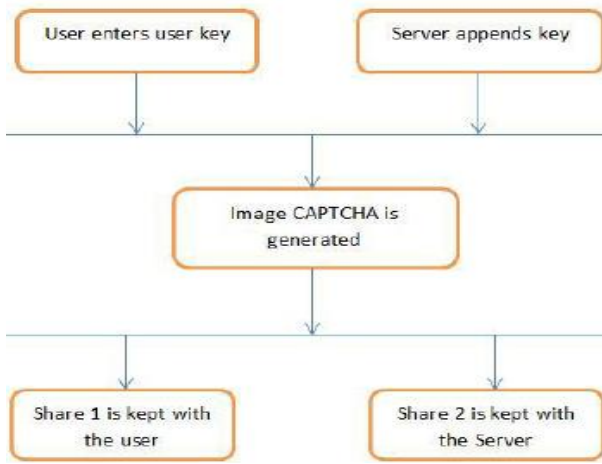 User enters user key
Server appends key
Image CAPTCHA is
generated
Share 1 is kept with
the user
Share 2 is kept with
the Server